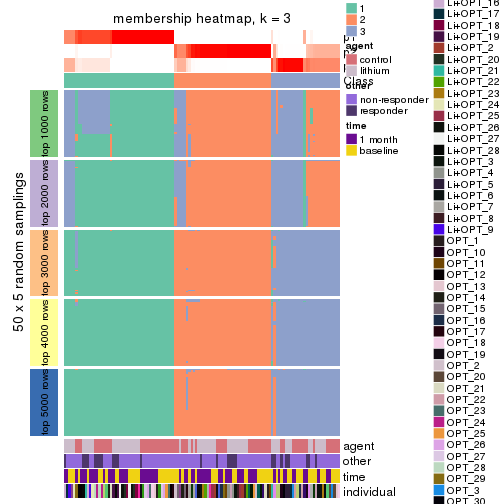 membership heatmap, k = 3
p1
Class
50 x 5 random samplings
top 1000 rows
top 2000 rows
top 3000 rows
top 4000 rows
top 5000 rows
agent
other
time
individual
1
2
3
agent
control
lithium
other
non-responder
responder
time
1 month
baseline
Li+OPT_16
Li+OPT_17
Li+OPT_18
Li+OPT_19
Li+OPT_2
Li+OPT_20
Li+OPT_21
Li+OPT_22
Li+OPT_23
Li+OPT_24
Li+OPT_25
Li+OPT_26
Li+OPT_27
Li+OPT_28
Li+OPT_3
Li+OPT_4
Li+OPT_5
Li+OPT_6
Li+OPT_7
Li+OPT_8
Li+OPT_9
OPT_1
OPT_10
OPT_11
OPT_12
OPT_13
OPT_14
OPT_15
OPT_16
OPT_17
OPT_18
OPT_19
OPT_2
OPT_20
OPT_21
OPT_22
OPT_23
OPT_24
OPT_25
OPT_26
OPT_27
OPT_28
OPT_29
OPT_3